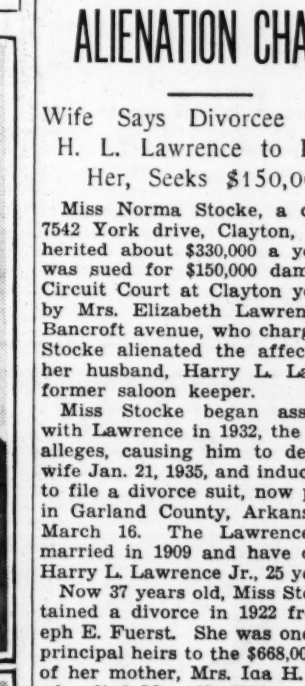 ALIENATION CHA
Wife Says Divorcee
H. L. Lawrence to
Her, Seeks $150,0
Miss Norma Stocke, a
7542 York drive, Clayton,
herited about $330,000 a y
was sued for $150,000 dam
Circuit Court at Clayton y
by Mrs. Elizabeth Lawren
Bancroft avenue, who charg
Stocke alienated the affec
her husband, Harry L. La
former saloon keeper.
Miss Stocke began ass
with Lawrence in 1932, the
alleges, causing him to de
wife Jan. 21, 1935, and induc
to file a divorce suit, now
in Garland County, Arkans
March 16. The Lawrence
married in 1909 and have
Harry L. Lawrence Jr., 25 ye
Now 37 years old, Miss Sto
tained a divorce in 1922 fr
eph E. Fuerst. She was one
principal heirs to the $668,00
of her mother, Mrs. Ida H